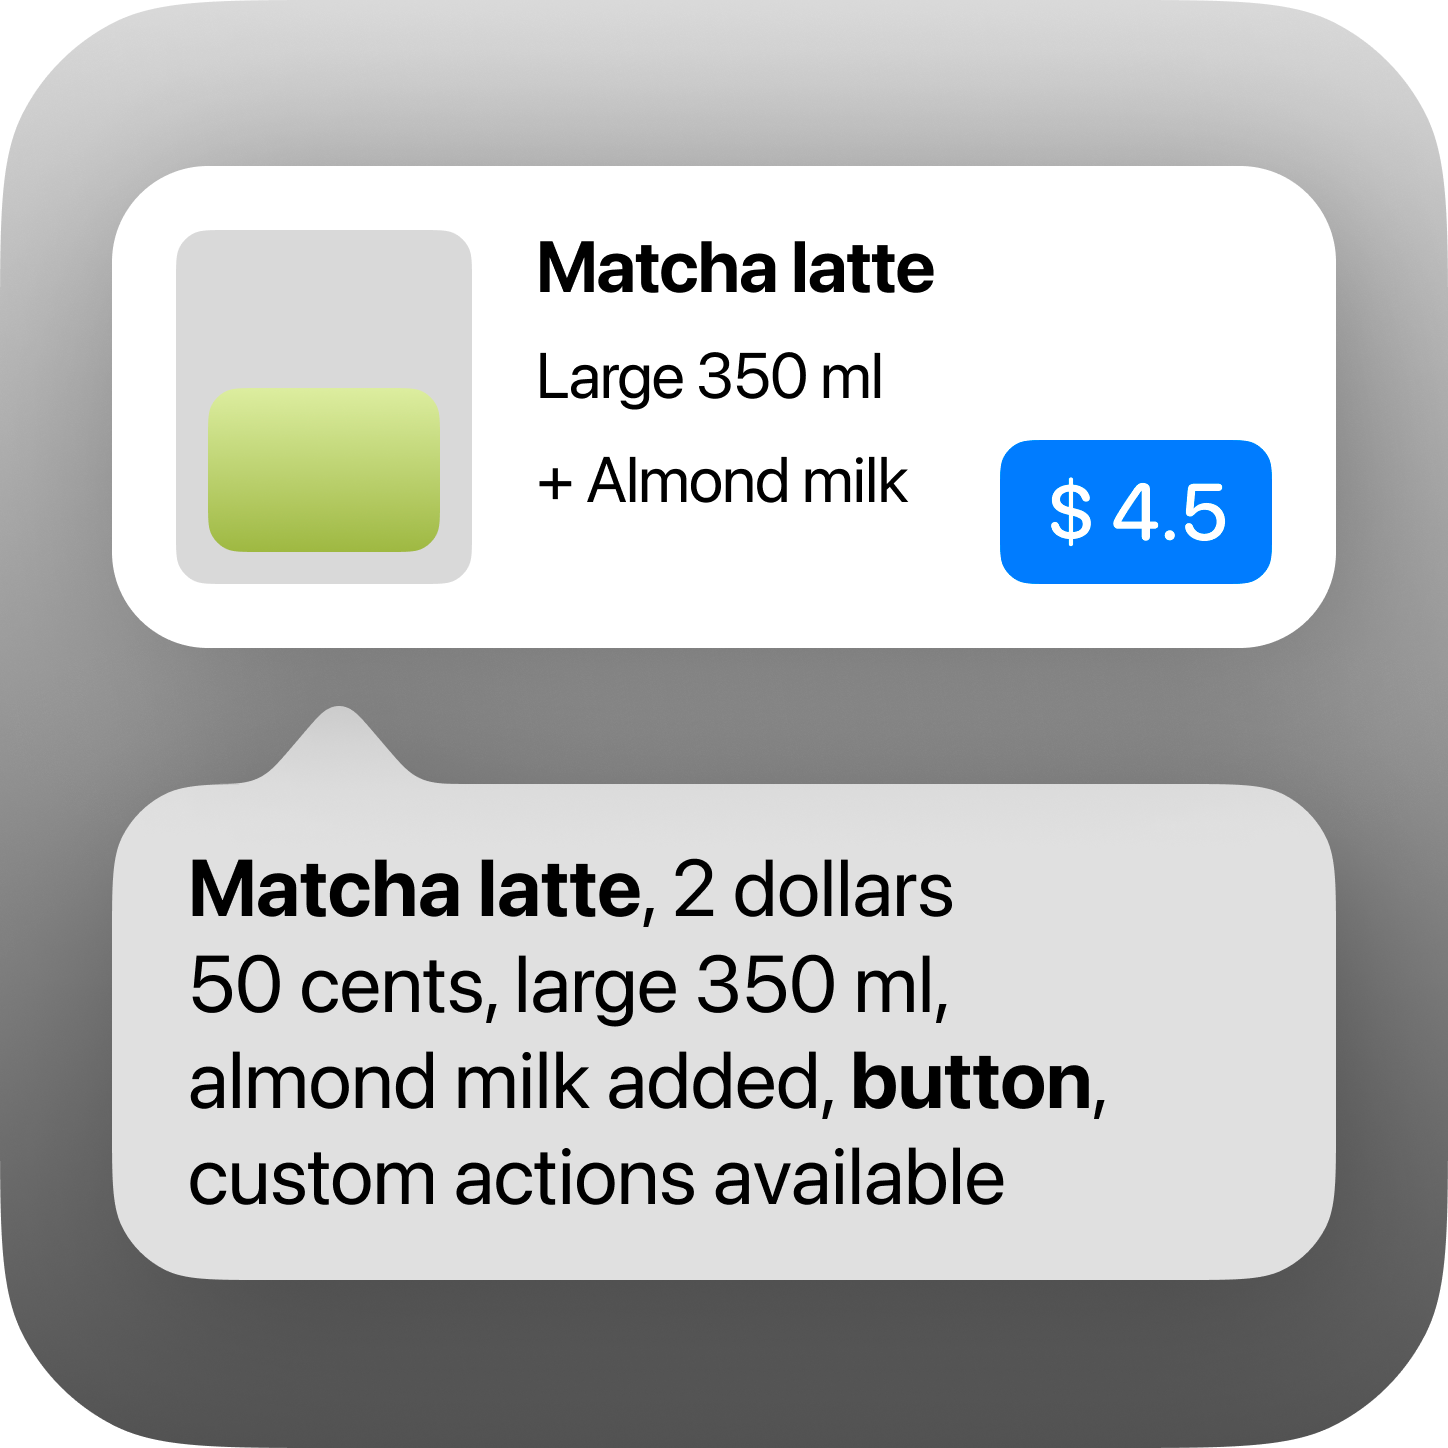 Matcha latte
Large 350 ml
+ Almond milk
$ 4.5
Matcha latte, 2 dollars
50 cents, large 350 ml,
almond milk added, button,
custom actions available